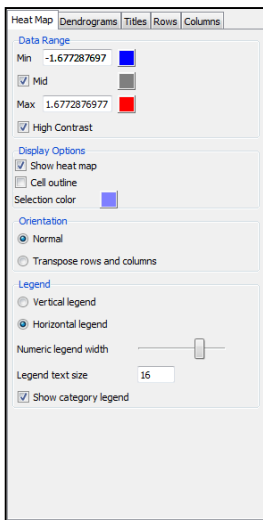 Heat Map Dendrograms Titles Rows Columns
Data Range
Min -1.677287697
Mid
Max 1.6772876977
High Contrast
Display Options
Show heat map
Cell outline
Selection color
Orientation
Normal
Transpose rows and columns
Legend
Vertical legend
Horizontal legend
Numeric legend width
Legend text size 16
Show category legend